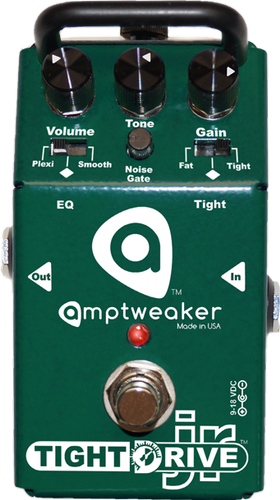 Volume Tone Gain
Plexi Smooth Noise Gate Fat Tight
EQ Tight
Out In
amptweaker TM
Made in USA
9-18 VDC
TIGHT DRIVE jr TM